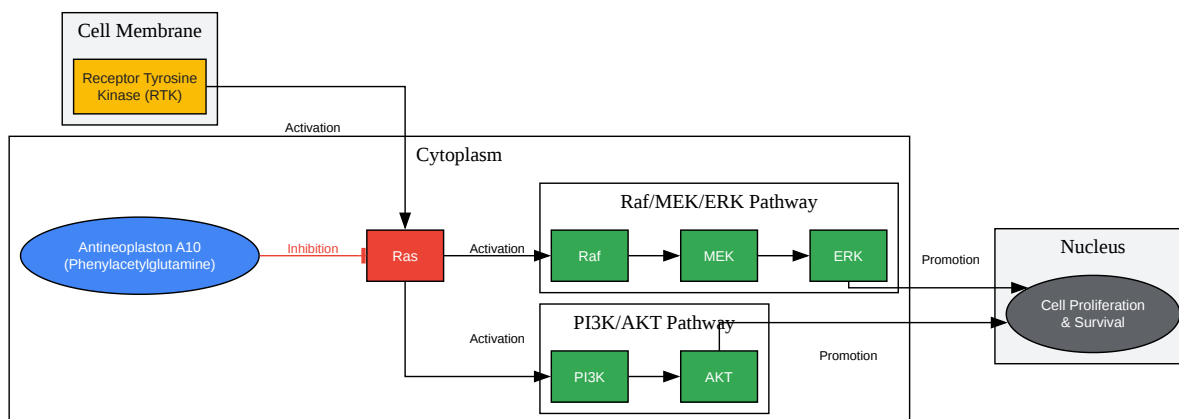 Cell Membrane
Receptor Tyrosine
Kinase (RTK)
Activation
Cytoplasm
Raf/MEK/ERK Pathway
Antineoplaston A10
(Phenylacetylglutamine)
Inhibition
Ras
Activation
Raf
MEK
ERK
Promotion
Nucleus
Cell Proliferation
& Survival
PI3K/AKT Pathway
Activation
Promotion
PI3K
AKT